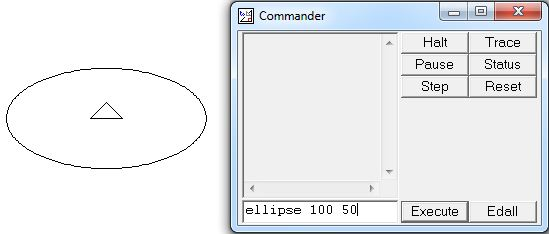 Commander
Halt Trace
Pause Status
Step Reset
ellipse 100 50
Execute Edall